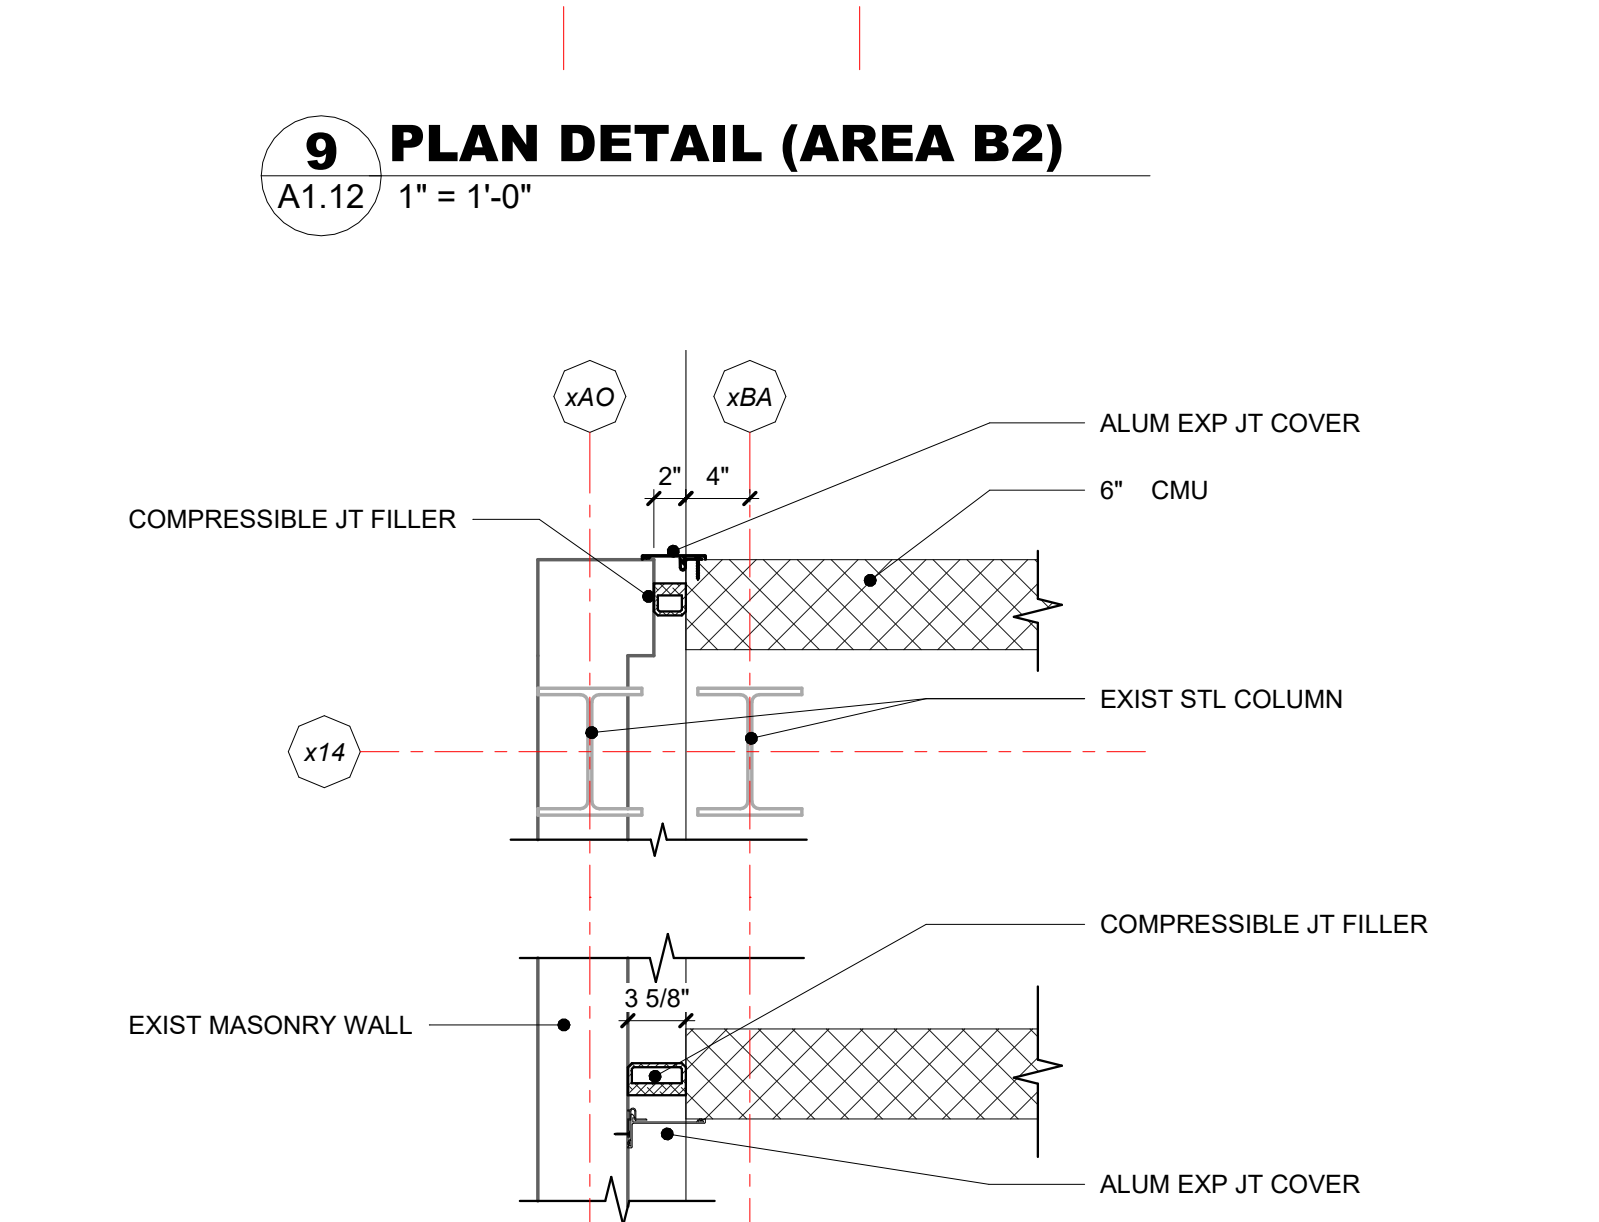 9 PLAN DETAIL (AREA B2)
A1.12 1" = 1'-0"
xAO xBA
ALUM EXP JT COVER
2" 4"
6" CMU
COMPRESSIBLE JT FILLER
EXIST STL COLUMN
x14
COMPRESSIBLE JT FILLER
3 5/8"
EXIST MASONRY WALL
ALUM EXP JT COVER